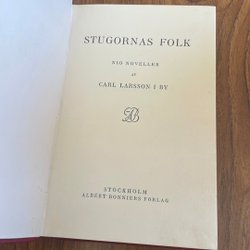 STUGORNAS FOLK
NIO NOVELLER
AV
CARL LARSSON I BY
STOCKHOLM
ALBERT BONNIERS FÖRLAG